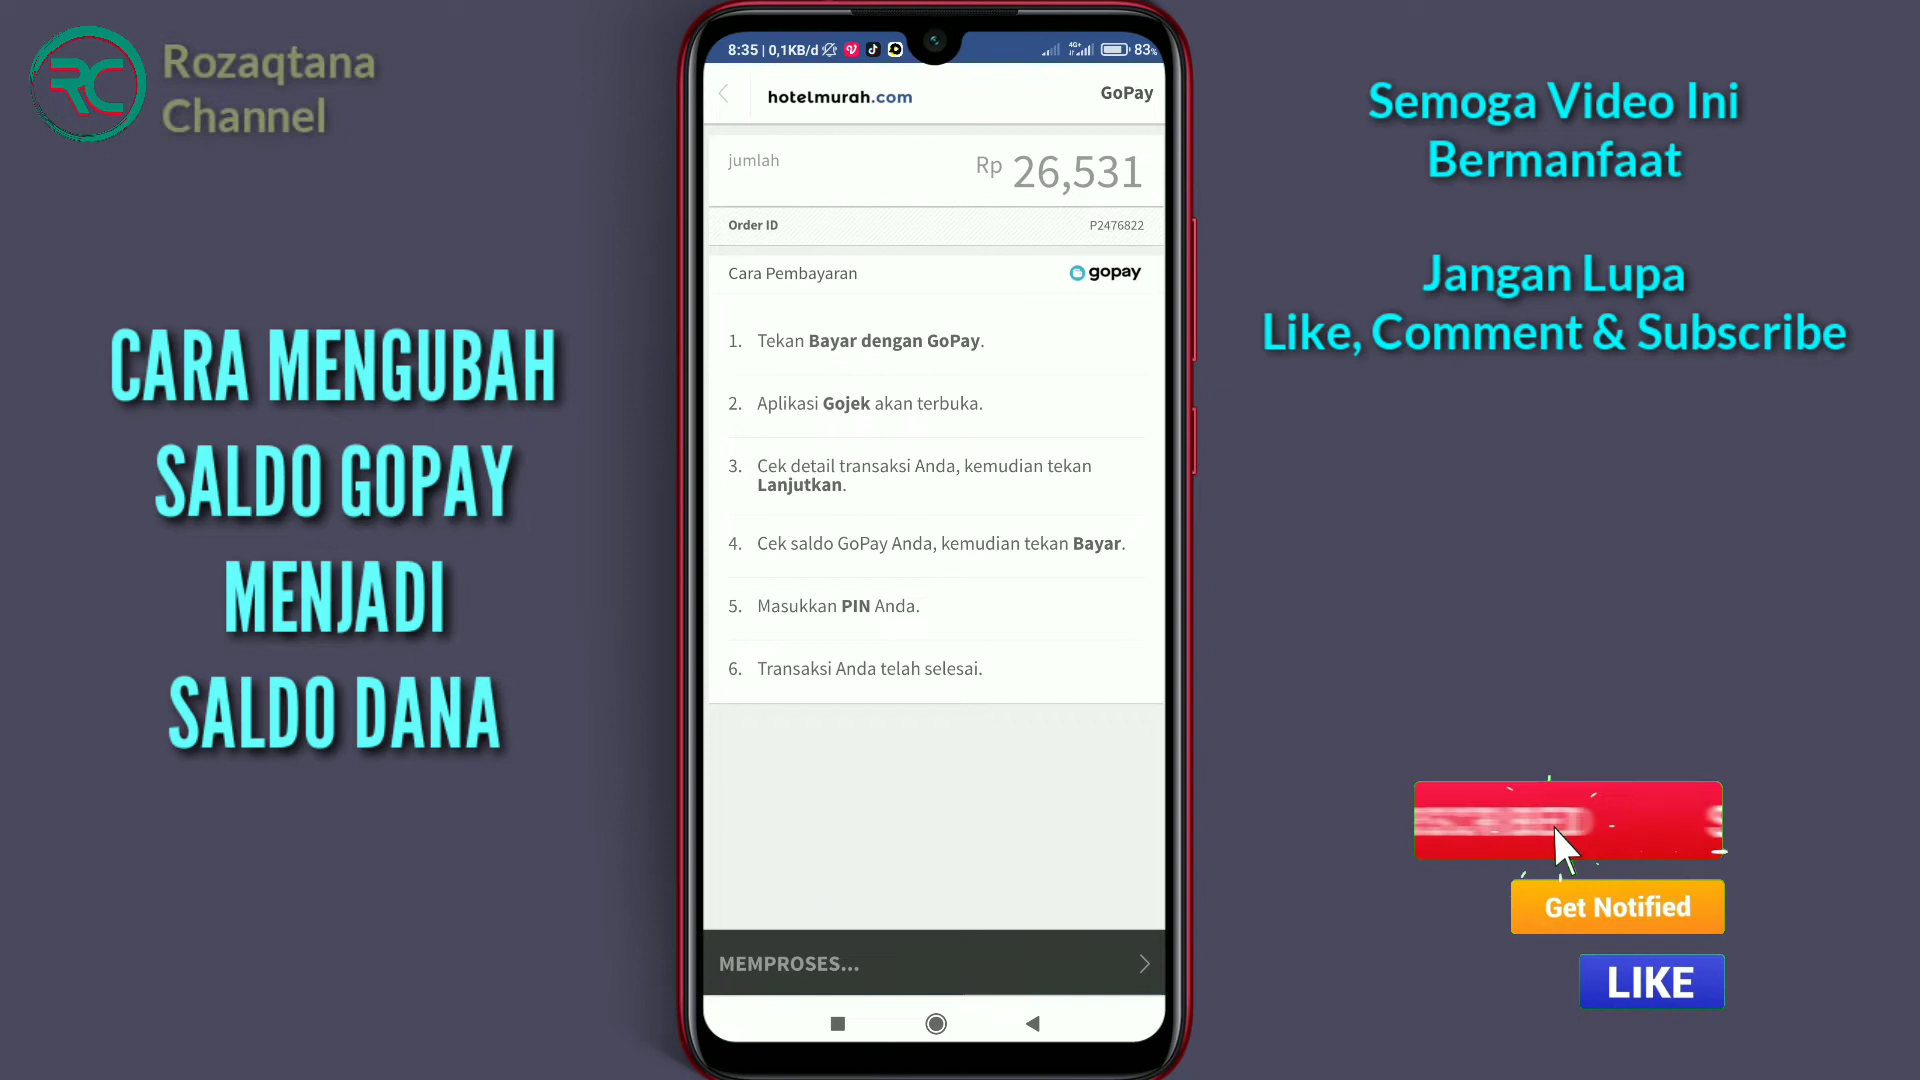 RC
Rozaqtana
Channel
CARA MENGUBAH
SALDO GOPAY
MENJADI
SALDO DANA
8:35 | 0,1KB/d
4G+
83%
hotelmurah.com
GoPay
jumlah
Rp 26,531
Order ID
P2476822
Cara Pembayaran
gopay
1. Tekan Bayar dengan GoPay.
2. Aplikasi Gojek akan terbuka.
3. Cek detail transaksi Anda, kemudian tekan
Lanjutkan.
4. Cek saldo GoPay Anda, kemudian tekan Bayar.
5. Masukkan PIN Anda.
6. Transaksi Anda telah selesai.
MEMPROSES...
Semoga Video Ini
Bermanfaat
Jangan Lupa
Like, Comment & Subscribe
Get Notified
LIKE